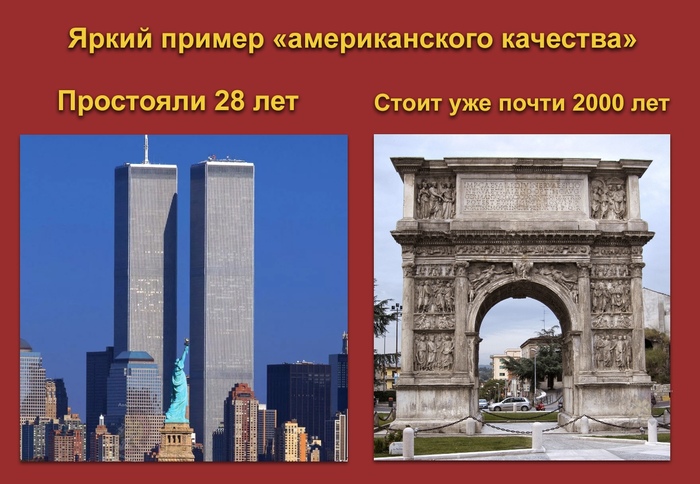 Яркий пример «американского качества»
Простояли 28 лет
Стоит уже почти 2000 лет